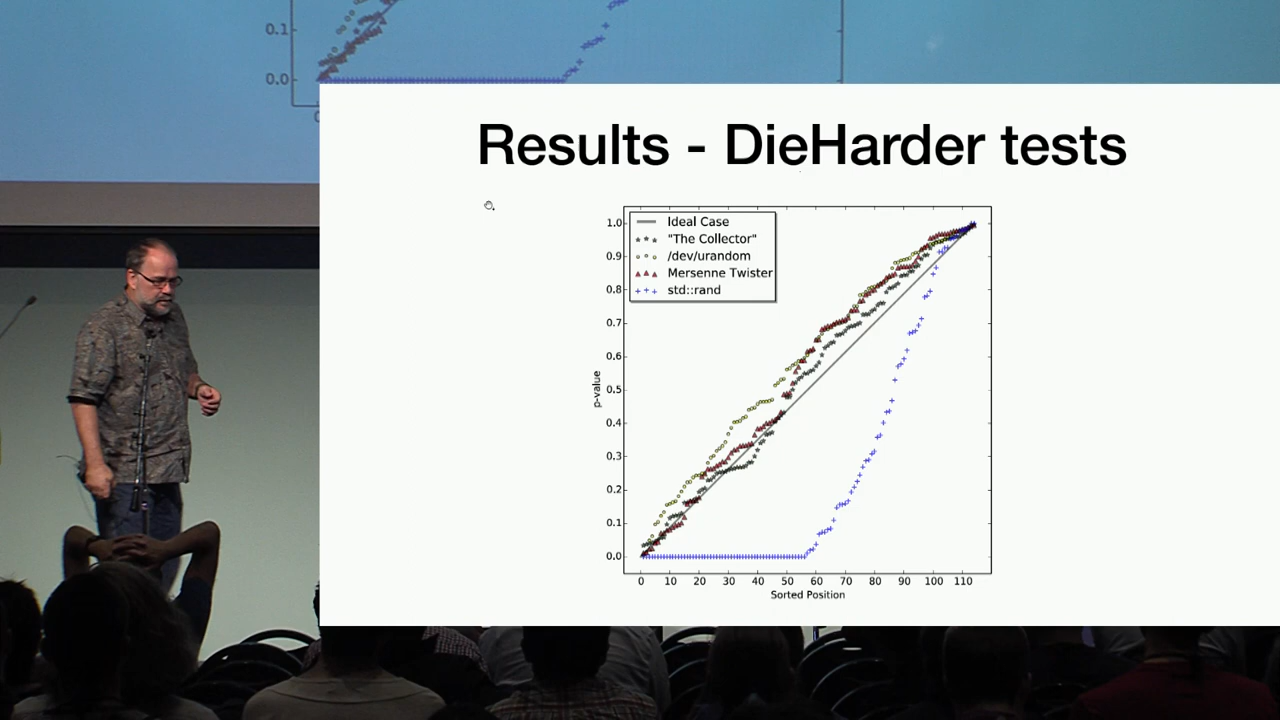 0.1
0.0
Results - DieHarder tests
Ideal Case
"The Collector"
/dev/urandom
Mersenne Twister
std::rand
1.0
0.9
0.8
0.7
0.6
0.5
0.4
0.3
0.2
0.1
0.0
p-value
0 10 20 30 40 50 60 70 80 90 100 110
Sorted Position